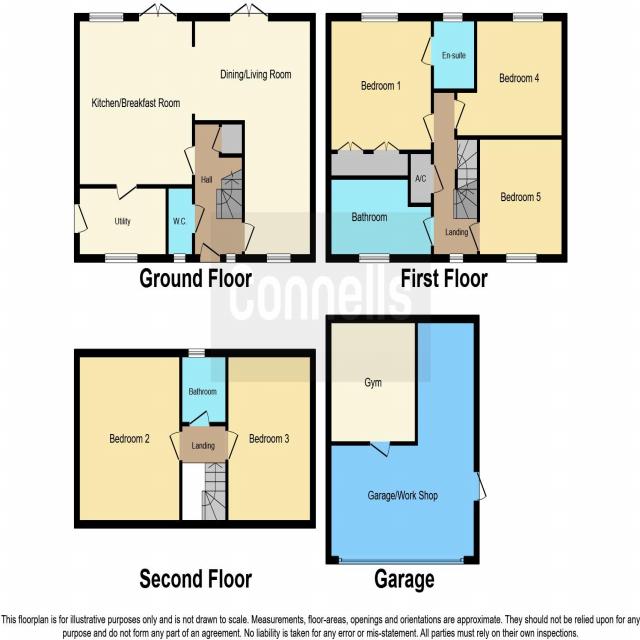 Kitchen/Breakfast Room
Dining/Living Room
Hall
Utility
W.C.
Ground Floor
Bedroom 1
En-suite
Bedroom 4
A/C
Bedroom 5
Bathroom
Landing
First Floor
Connells
Bedroom 2
Bathroom
Landing
Bedroom 3
Second Floor
Gym
Garage/Work Shop
Garage
This floorplan is for illustrative purposes only and is not drawn to scale. Measurements, floor-areas, openings and orientations are approximate. They should not be relied upon for any
purpose and do not form any part of an agreement. No liability is taken for any error or mis-statement. All parties must rely on their own inspections.